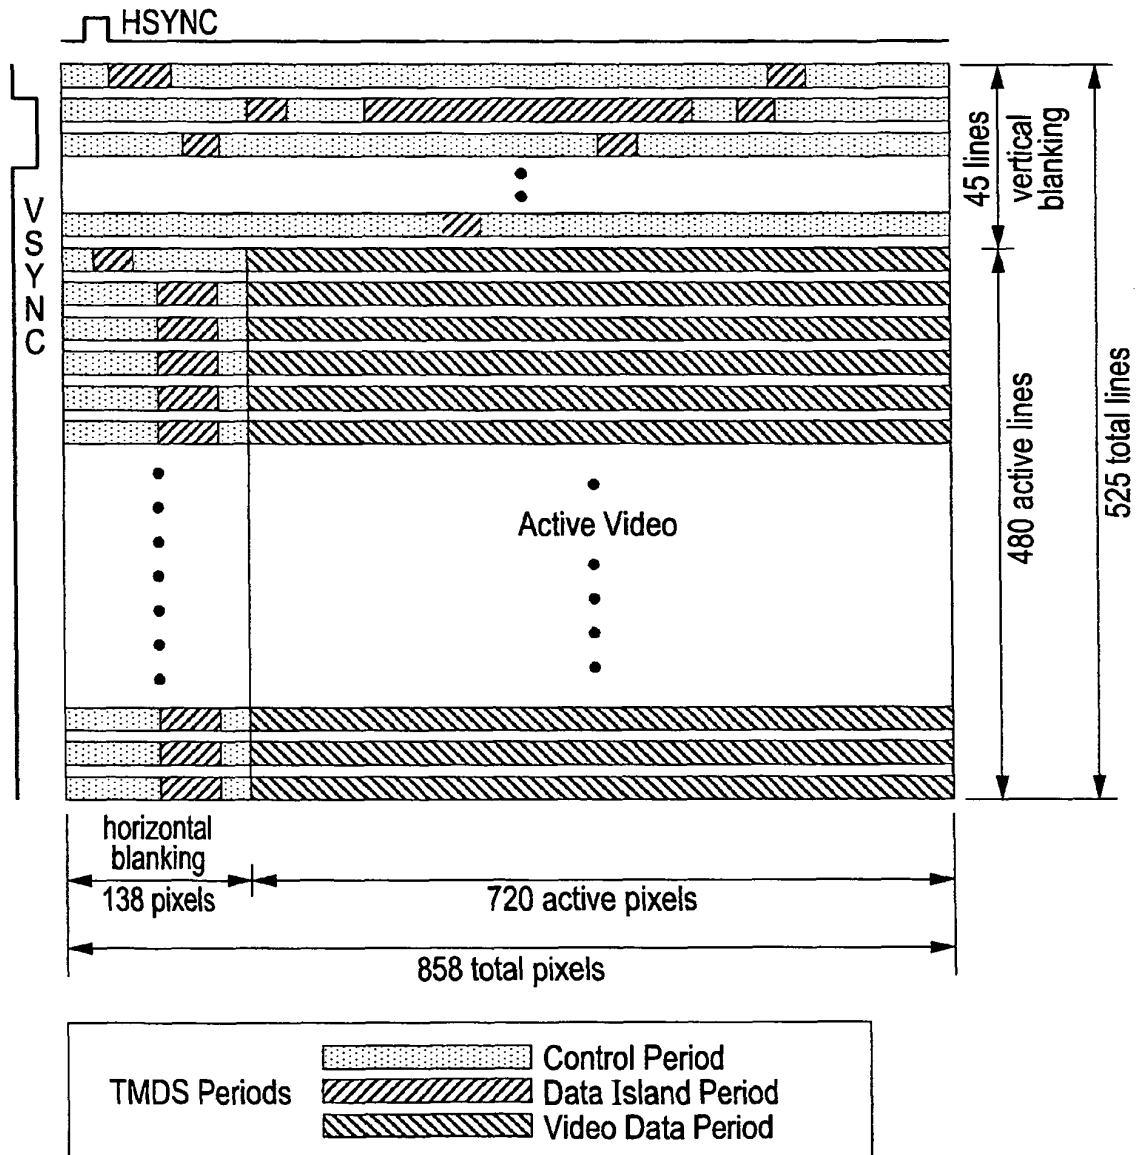 HSYNC
VSYNC
45 lines
vertical
blanking
480 active lines
525 total lines
Active Video
horizontal
blanking
138 pixels
720 active pixels
858 total pixels
TMDS Periods
Control Period
Data Island Period
Video Data Period